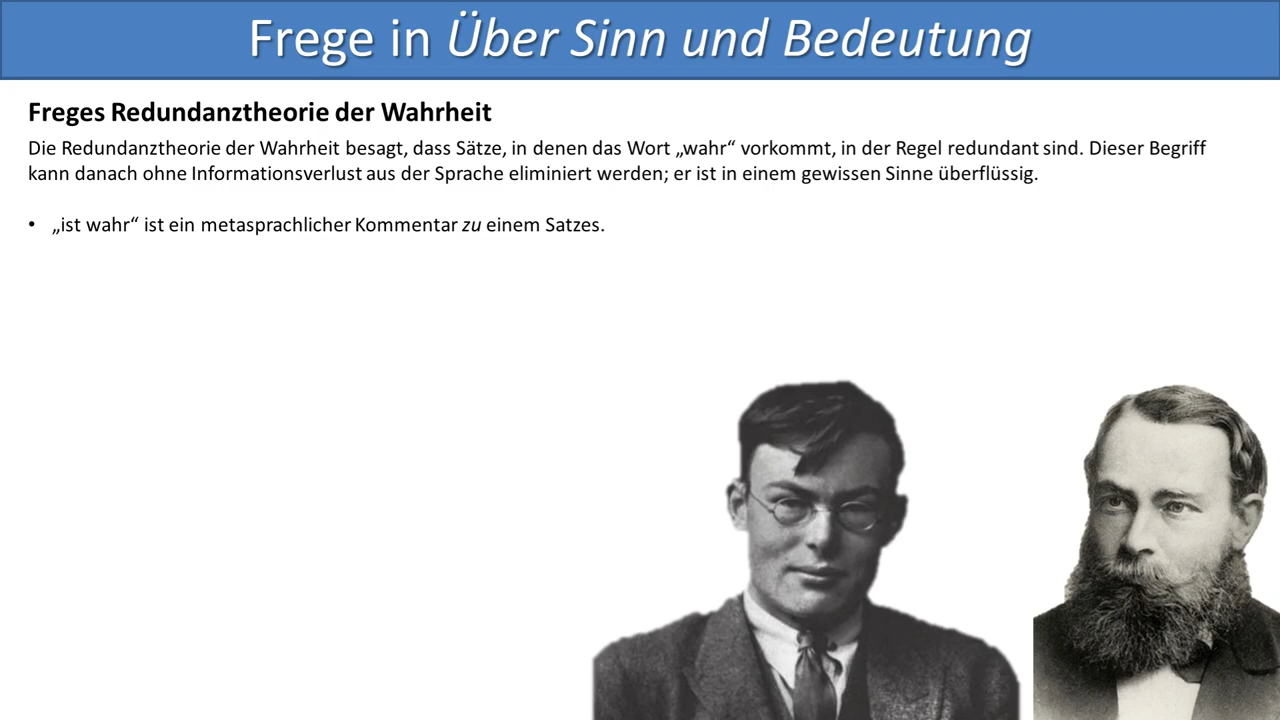 Frege in Über Sinn und Bedeutung
Freges Redundanztheorie der Wahrheit
Die Redundanztheorie der Wahrheit besagt, dass Sätze, in denen das Wort „wahr“ vorkommt, in der Regel redundant sind. Dieser Begriff
kann danach ohne Informationsverlust aus der Sprache eliminiert werden; er ist in einem gewissen Sinne überflüssig.
• „ist wahr“ ist ein metasprachlicher Kommentar zu einem Satzes.